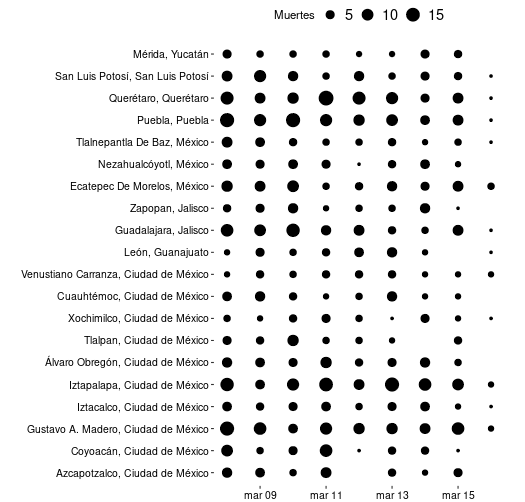 Muertes 5 10 15
Mérida, Yucatán
San Luis Potosí, San Luis Potosí
Querétaro, Querétaro
Puebla, Puebla
Tlalnepantla De Baz, México
Nezahualcóyotl, México
Ecatepec De Morelos, México
Zapopan, Jalisco
Guadalajara, Jalisco
León, Guanajuato
Venustiano Carranza, Ciudad de México
Cuauhtémoc, Ciudad de México
Xochimilco, Ciudad de México
Tlalpan, Ciudad de México
Álvaro Obregón, Ciudad de México
Iztapalapa, Ciudad de México
Iztacalco, Ciudad de México
Gustavo A. Madero, Ciudad de México
Coyoacán, Ciudad de México
Azcapotzalco, Ciudad de México
mar 09 mar 11 mar 13 mar 15